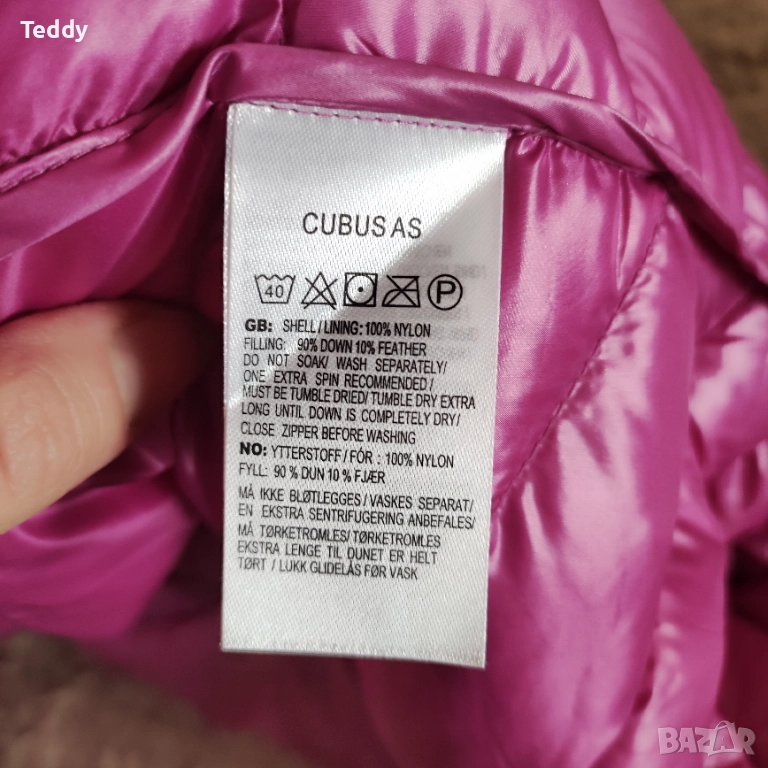 Teddy
CUBUS AS
40 P
GB: SHELL/LINING: 100% NYLON
FILLING: 90% DOWN 10% FEATHER
DO NOT SOAK/ WASH SEPARATELY/
ONE EXTRA SPIN RECOMMENDED/
MUST BE TUMBLE DRIED/TUMBLE DRY EXTRA
LONG UNTIL DOWN IS COMPLETELY DRY/
CLOSE ZIPPER BEFORE WASHING
NO: YTTERSTOFF / FÓR : 100% NYLON
FYLL: 90 % DUN 10 % FJÆR
MÅ IKKE BLØTLEGGES / VASKES SEPARAT/
EN EKSTRA SENTRIFUGERING ANBEFALES/
MÅ TØRKETROMLES/ TØRKETROMLES
EKSTRA LENGE TIL DUNET ER HELT
TØRT / LUKK GLIDELÅS FØR VASK
BAZAR